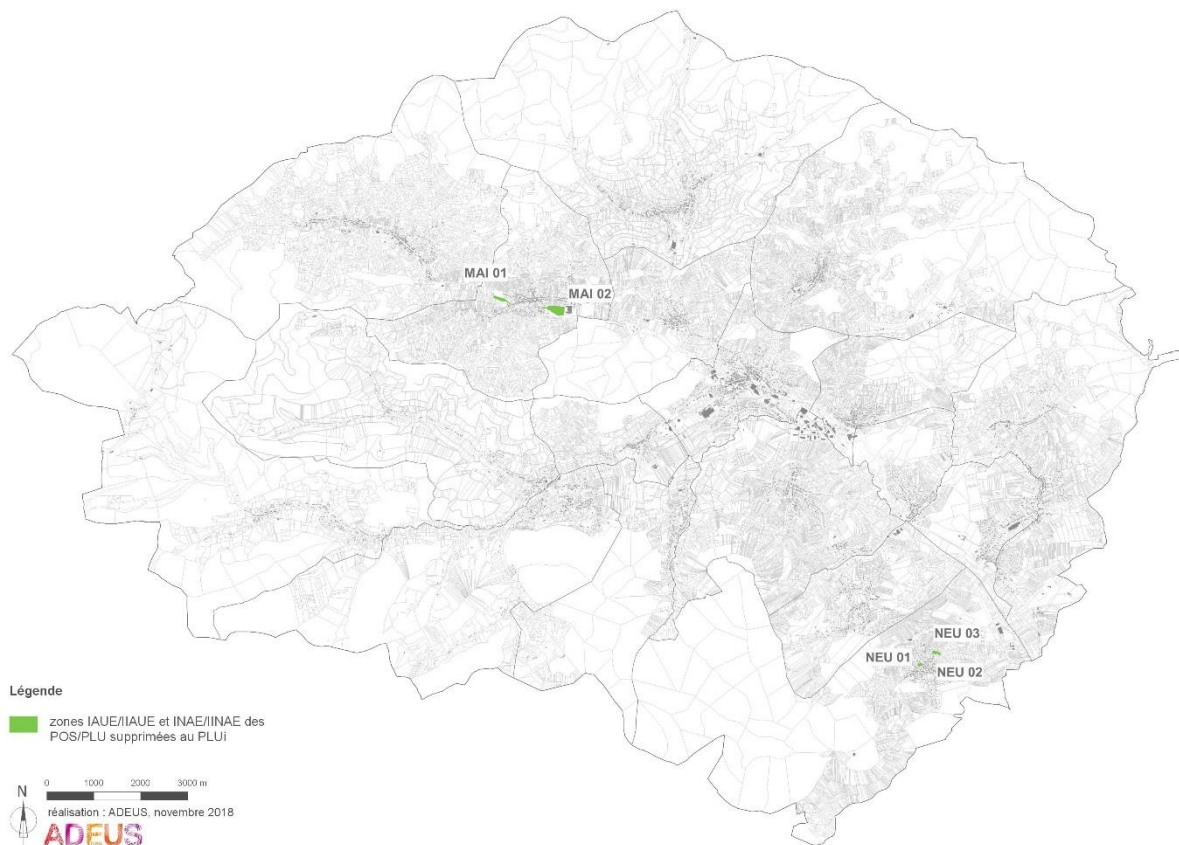 MAI 01
MAI 02
NEU 03
NEU 01
NEU 02
Légende
zones IAUE/IIAUE et INAE/IINAE des
POS/PLU supprimées au PLUi
N
0 1000 2000 3000 m
réalisation : ADEUS, novembre 2018
ADEUS